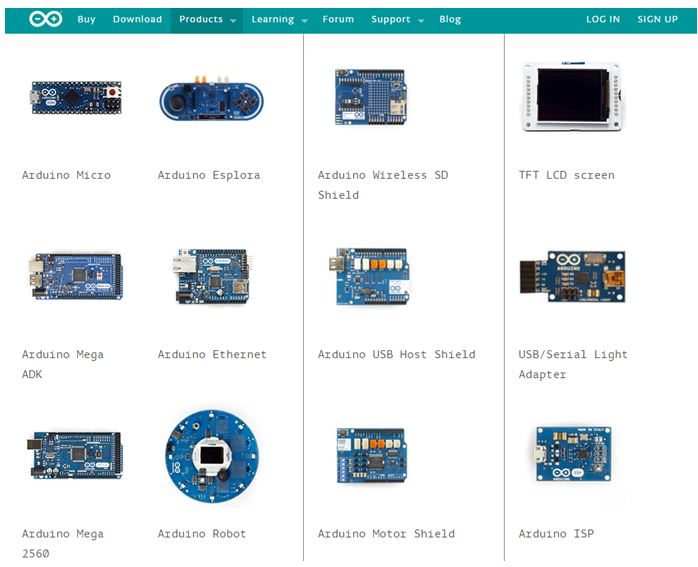 Buy Download Products Learning Forum Support Blog LOG IN SIGN UP
Arduino Micro
Arduino Esplora
Arduino Wireless SD
Shield
TFT LCD screen
Arduino Mega
ADK
Arduino Ethernet
Arduino USB Host Shield
USB/Serial Light
Adapter
Arduino Mega
2560
Arduino Robot
Arduino Motor Shield
Arduino ISP